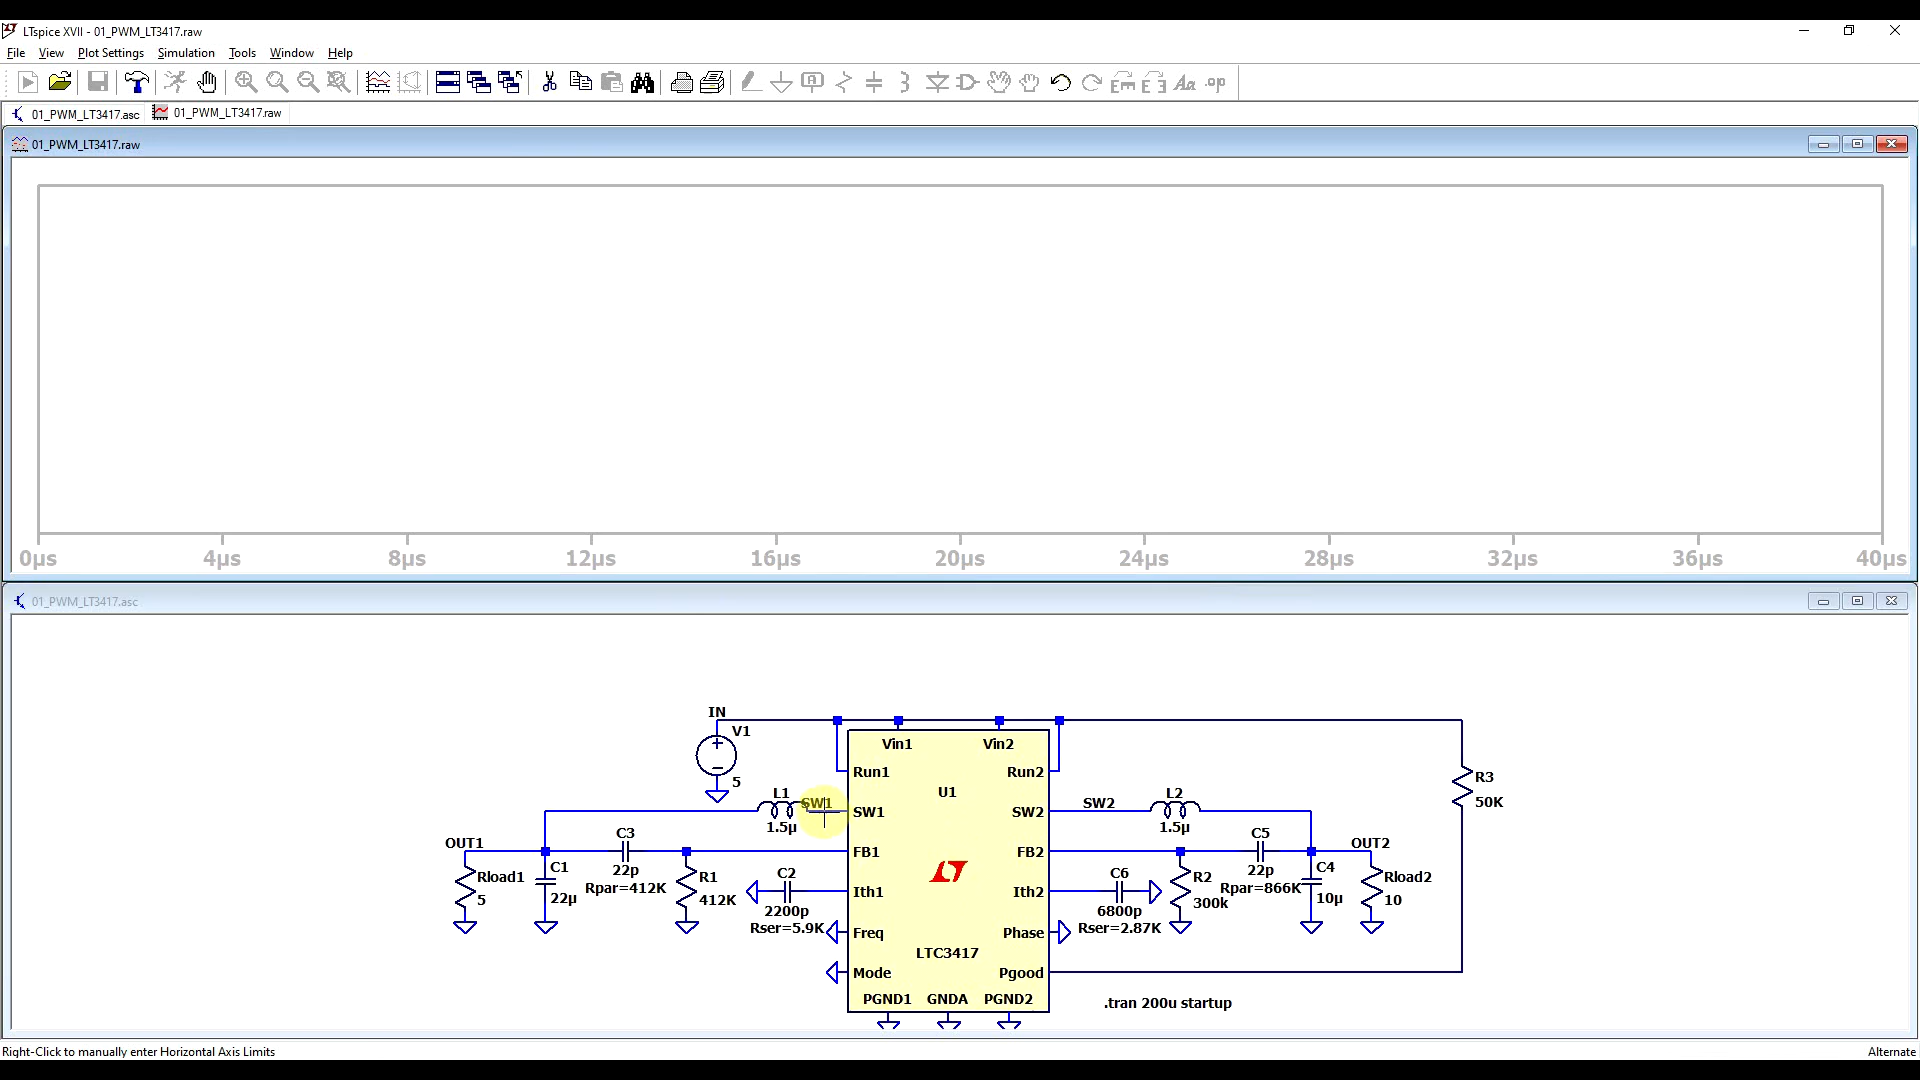 LTspice XVII - 01_PWM_LT3417.raw
File View Plot Settings Simulation Tools Window Help
Aa .op
01_PWM_LT3417.asc 01_PWM_LT3417.raw
01_PWM_LT3417.raw
0µs 4µs 8µs 12µs 16µs 20µs 24µs 28µs 32µs 36µs 40µs
01_PWM_LT3417.asc
IN
V1
5
Vin1 Vin2
Run1 Run2
U1
R3
50K
L1 SW1 SW1 SW2 SW2 L2
1.5µ 1.5µ
OUT1 C3 FB1 FB2 C5 OUT2
22p 22p
Rload1 C1 Rpar=412K R1 C2 Ith1 Ith2 C6 R2 Rpar=866K C4 Rload2
5 22µ 412K 2200p 6800p 300k 10µ 10
Rser=5.9K Freq Phase Rser=2.87K
LTC3417
Mode Pgood
PGND1 GNDA PGND2
.tran 200u startup
Right-Click to manually enter Horizontal Axis Limits Alternate